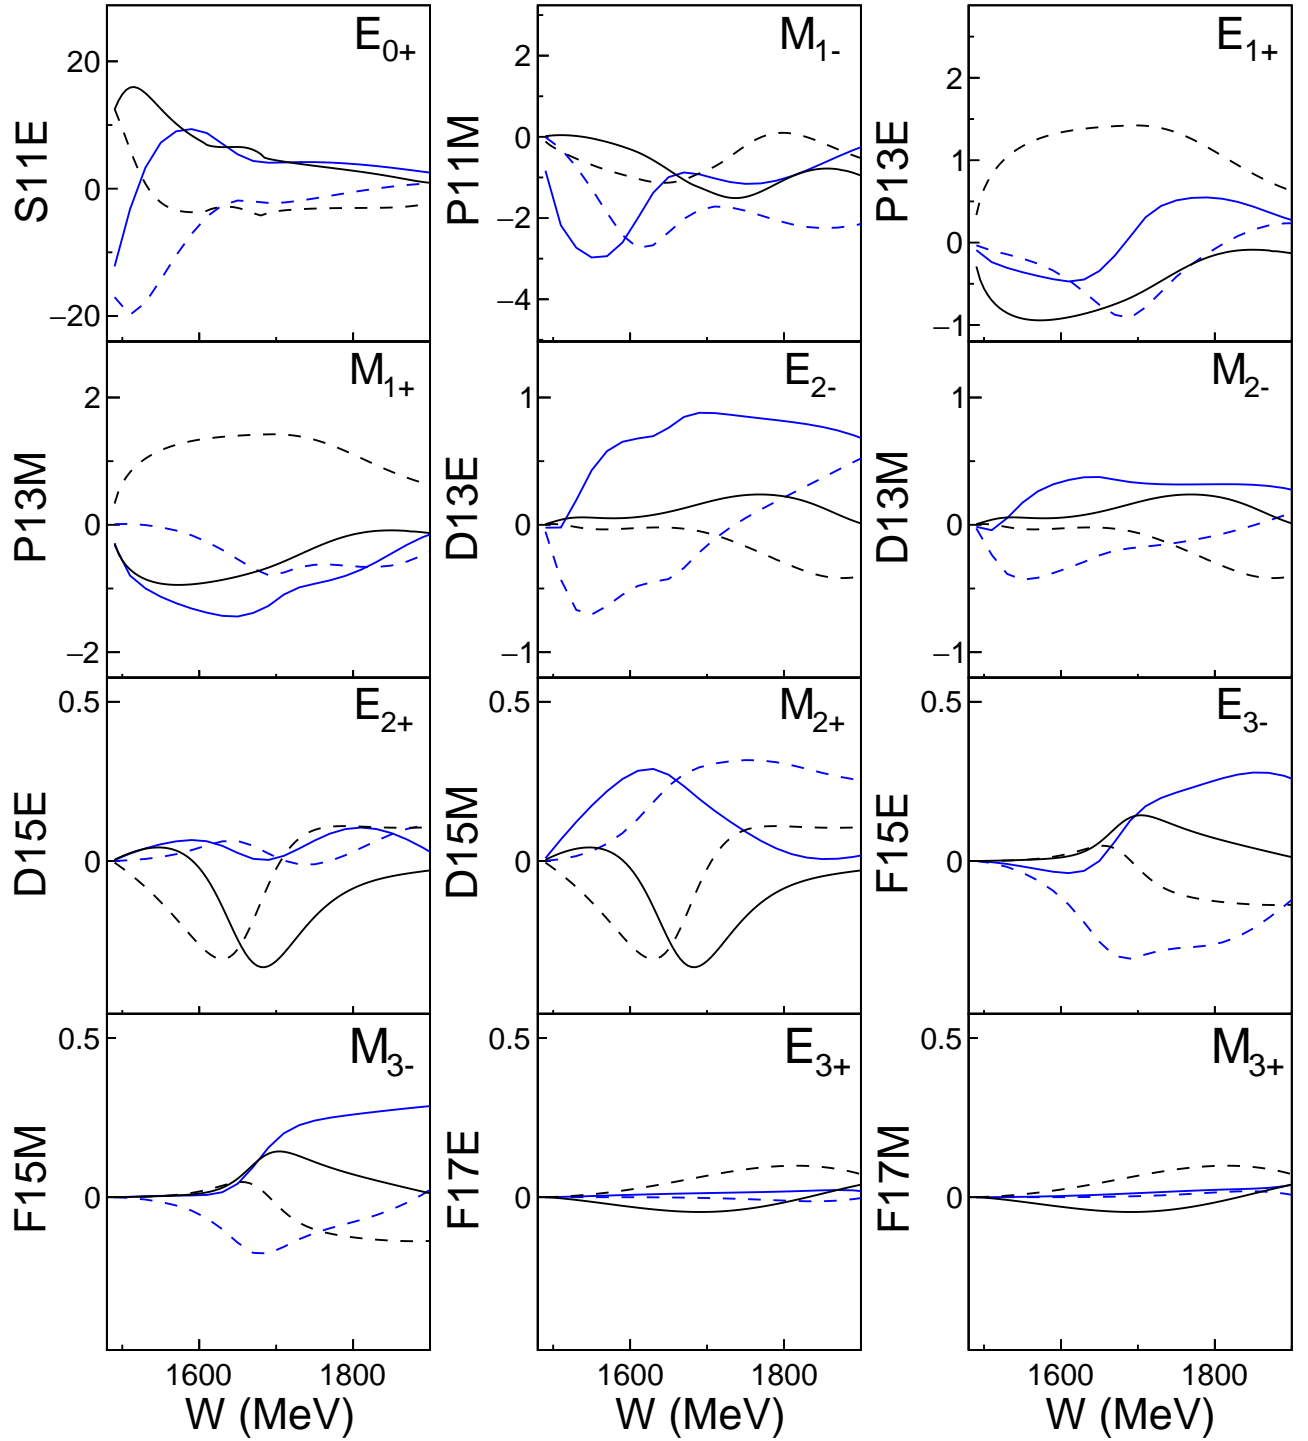 E0+
M1-
E1+
20
0
−20
S11E
2
0
−2
−4
P11M
2
1
0
−1
P13E
M1+
E2-
M2-
2
0
−2
P13M
1
0
−1
D13E
1
0
−1
D13M
E2+
M2+
E3-
0.5
0
D15E
0.5
0
D15M
0.5
0
F15E
M3-
E3+
M3+
0.5
0
F15M
0.5
0
F17E
0.5
0
F17M
1600 1800
1600 1800
1600 1800
W (MeV)
W (MeV)
W (MeV)